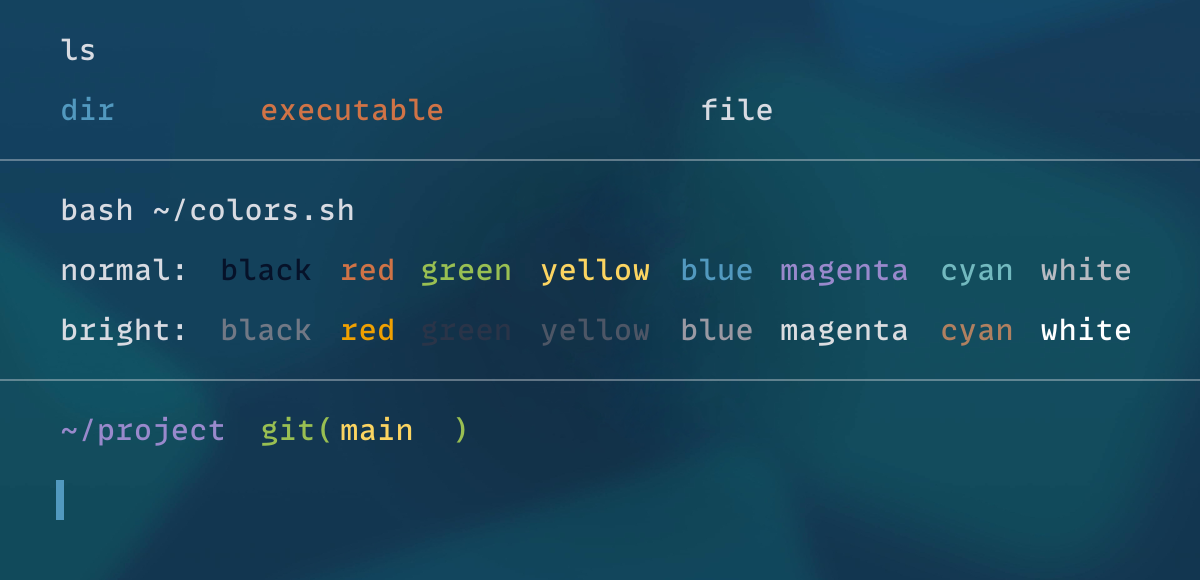 ls
dir executable file
bash ~/colors.sh
normal: black red green yellow blue magenta cyan white
bright: black red green yellow blue magenta cyan white
~/project git(main )